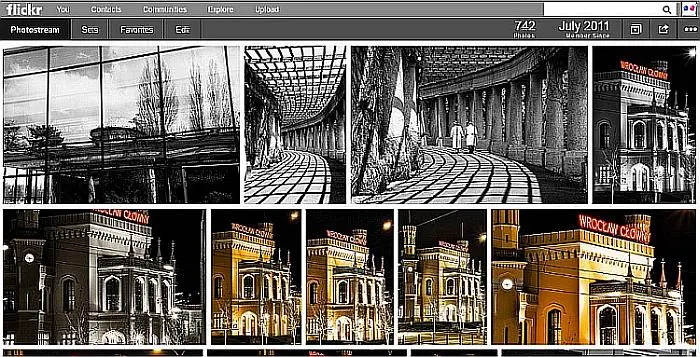 flickr You Contacts Communities Explore Upload
Photostream Sets Favorites Edit 742 Photos July 2011 Member Since
WROCŁAW GŁÓWNY
WROCŁAW GŁÓWNY
WROCŁAW GŁÓWNY
WROCŁAW GŁÓWNY
WROCŁAW GŁÓWNY
WROCŁAW GŁÓWNY